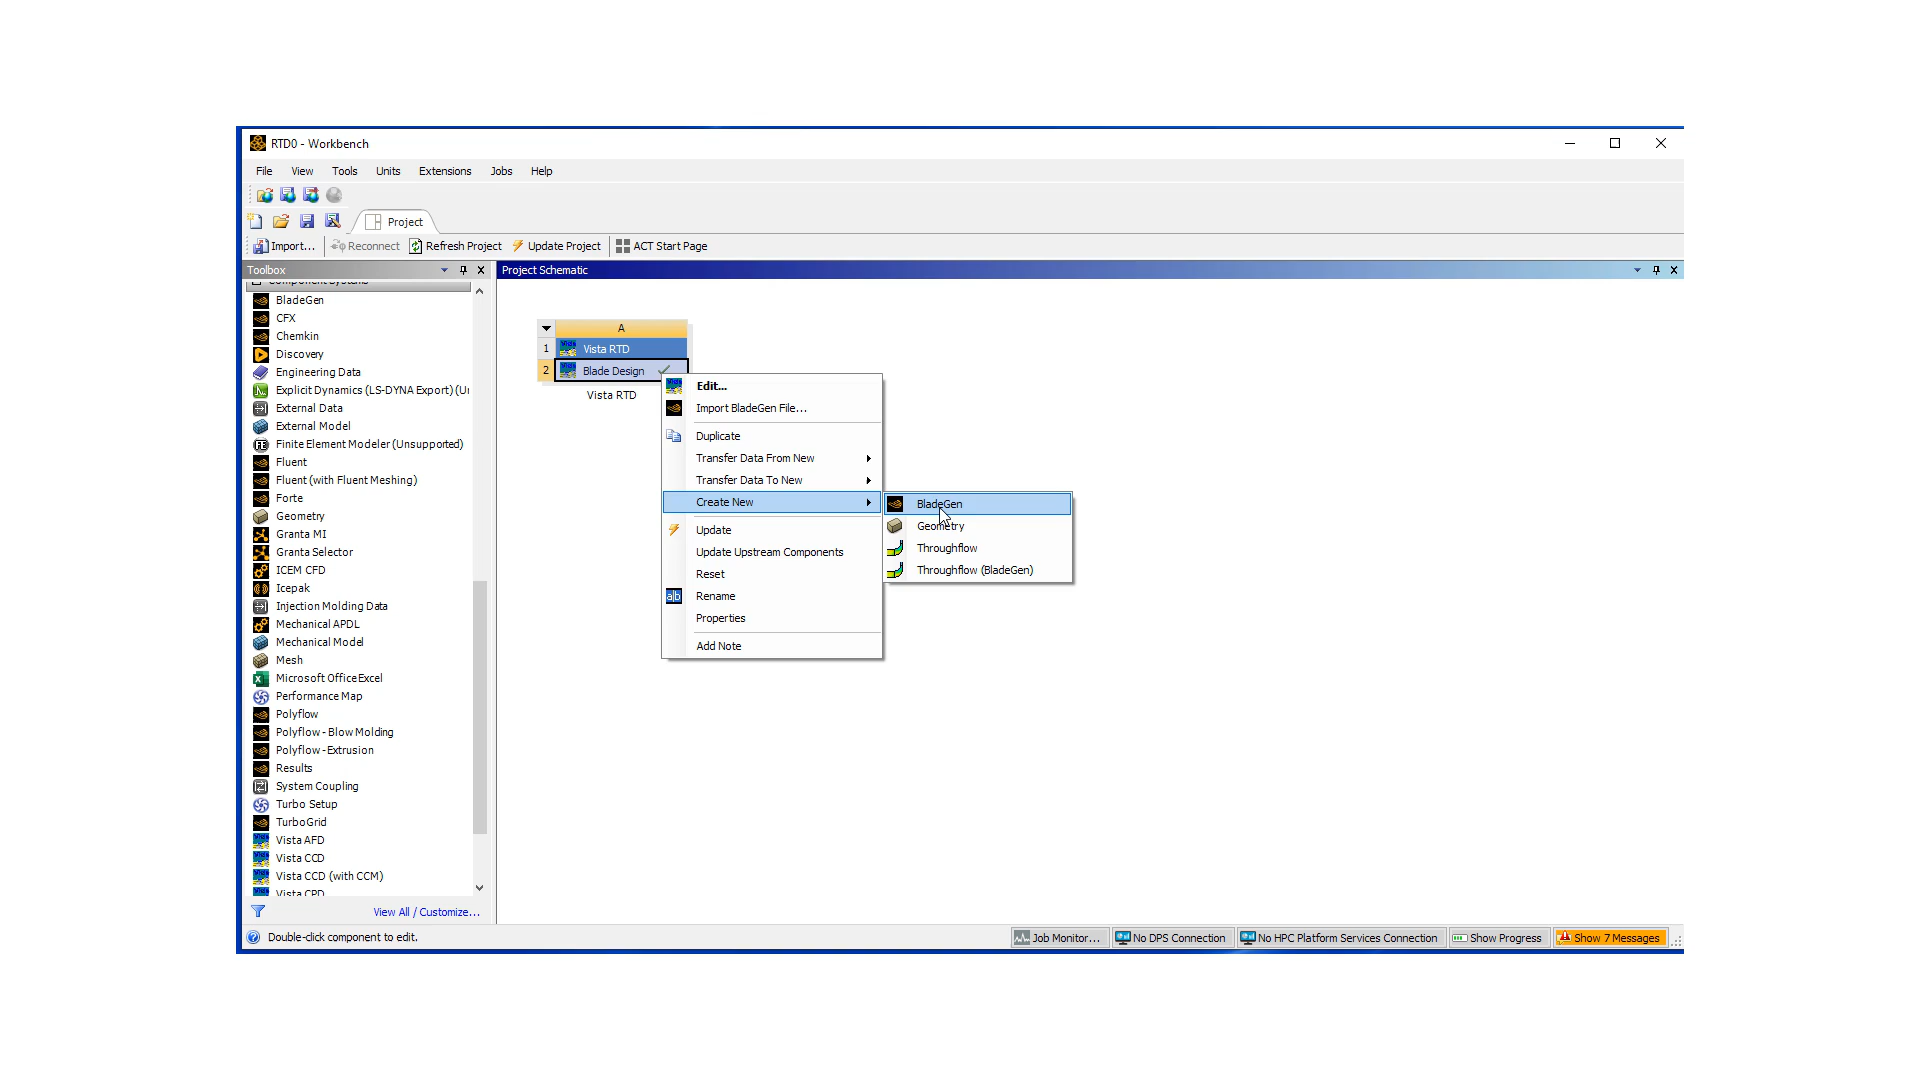 RTD0 - Workbench
File View Tools Units Extensions Jobs Help
Project
Import... Reconnect Refresh Project Update Project ACT Start Page
Toolbox
Component Systems
BladeGen
CFX
Chemkin
Discovery
Engineering Data
Explicit Dynamics (LS-DYNA Export) (Ur
External Data
External Model
Finite Element Modeler (Unsupported)
Fluent
Fluent (with Fluent Meshing)
Forte
Geometry
Granta MI
Granta Selector
ICEM CFD
Icepak
Injection Molding Data
Mechanical APDL
Mechanical Model
Mesh
Microsoft Office Excel
Performance Map
Polyflow
Polyflow - Blow Molding
Polyflow - Extrusion
Results
System Coupling
Turbo Setup
TurboGrid
Vista AFD
Vista CCD
Vista CCD (with CCM)
Vista CPD
View All / Customize...
Project Schematic
A
1 Vista RTD
2 Blade Design
Vista RTD
Edit...
Import BladeGen File...
Duplicate
Transfer Data From New
Transfer Data To New
Create New
Update
Update Upstream Components
Reset
Rename
Properties
Add Note
BladeGen
Geometry
Throughflow
Throughflow (BladeGen)
Double-click component to edit.
Job Monitor... No DPS Connection No HPC Platform Services Connection Show Progress Show 7 Messages